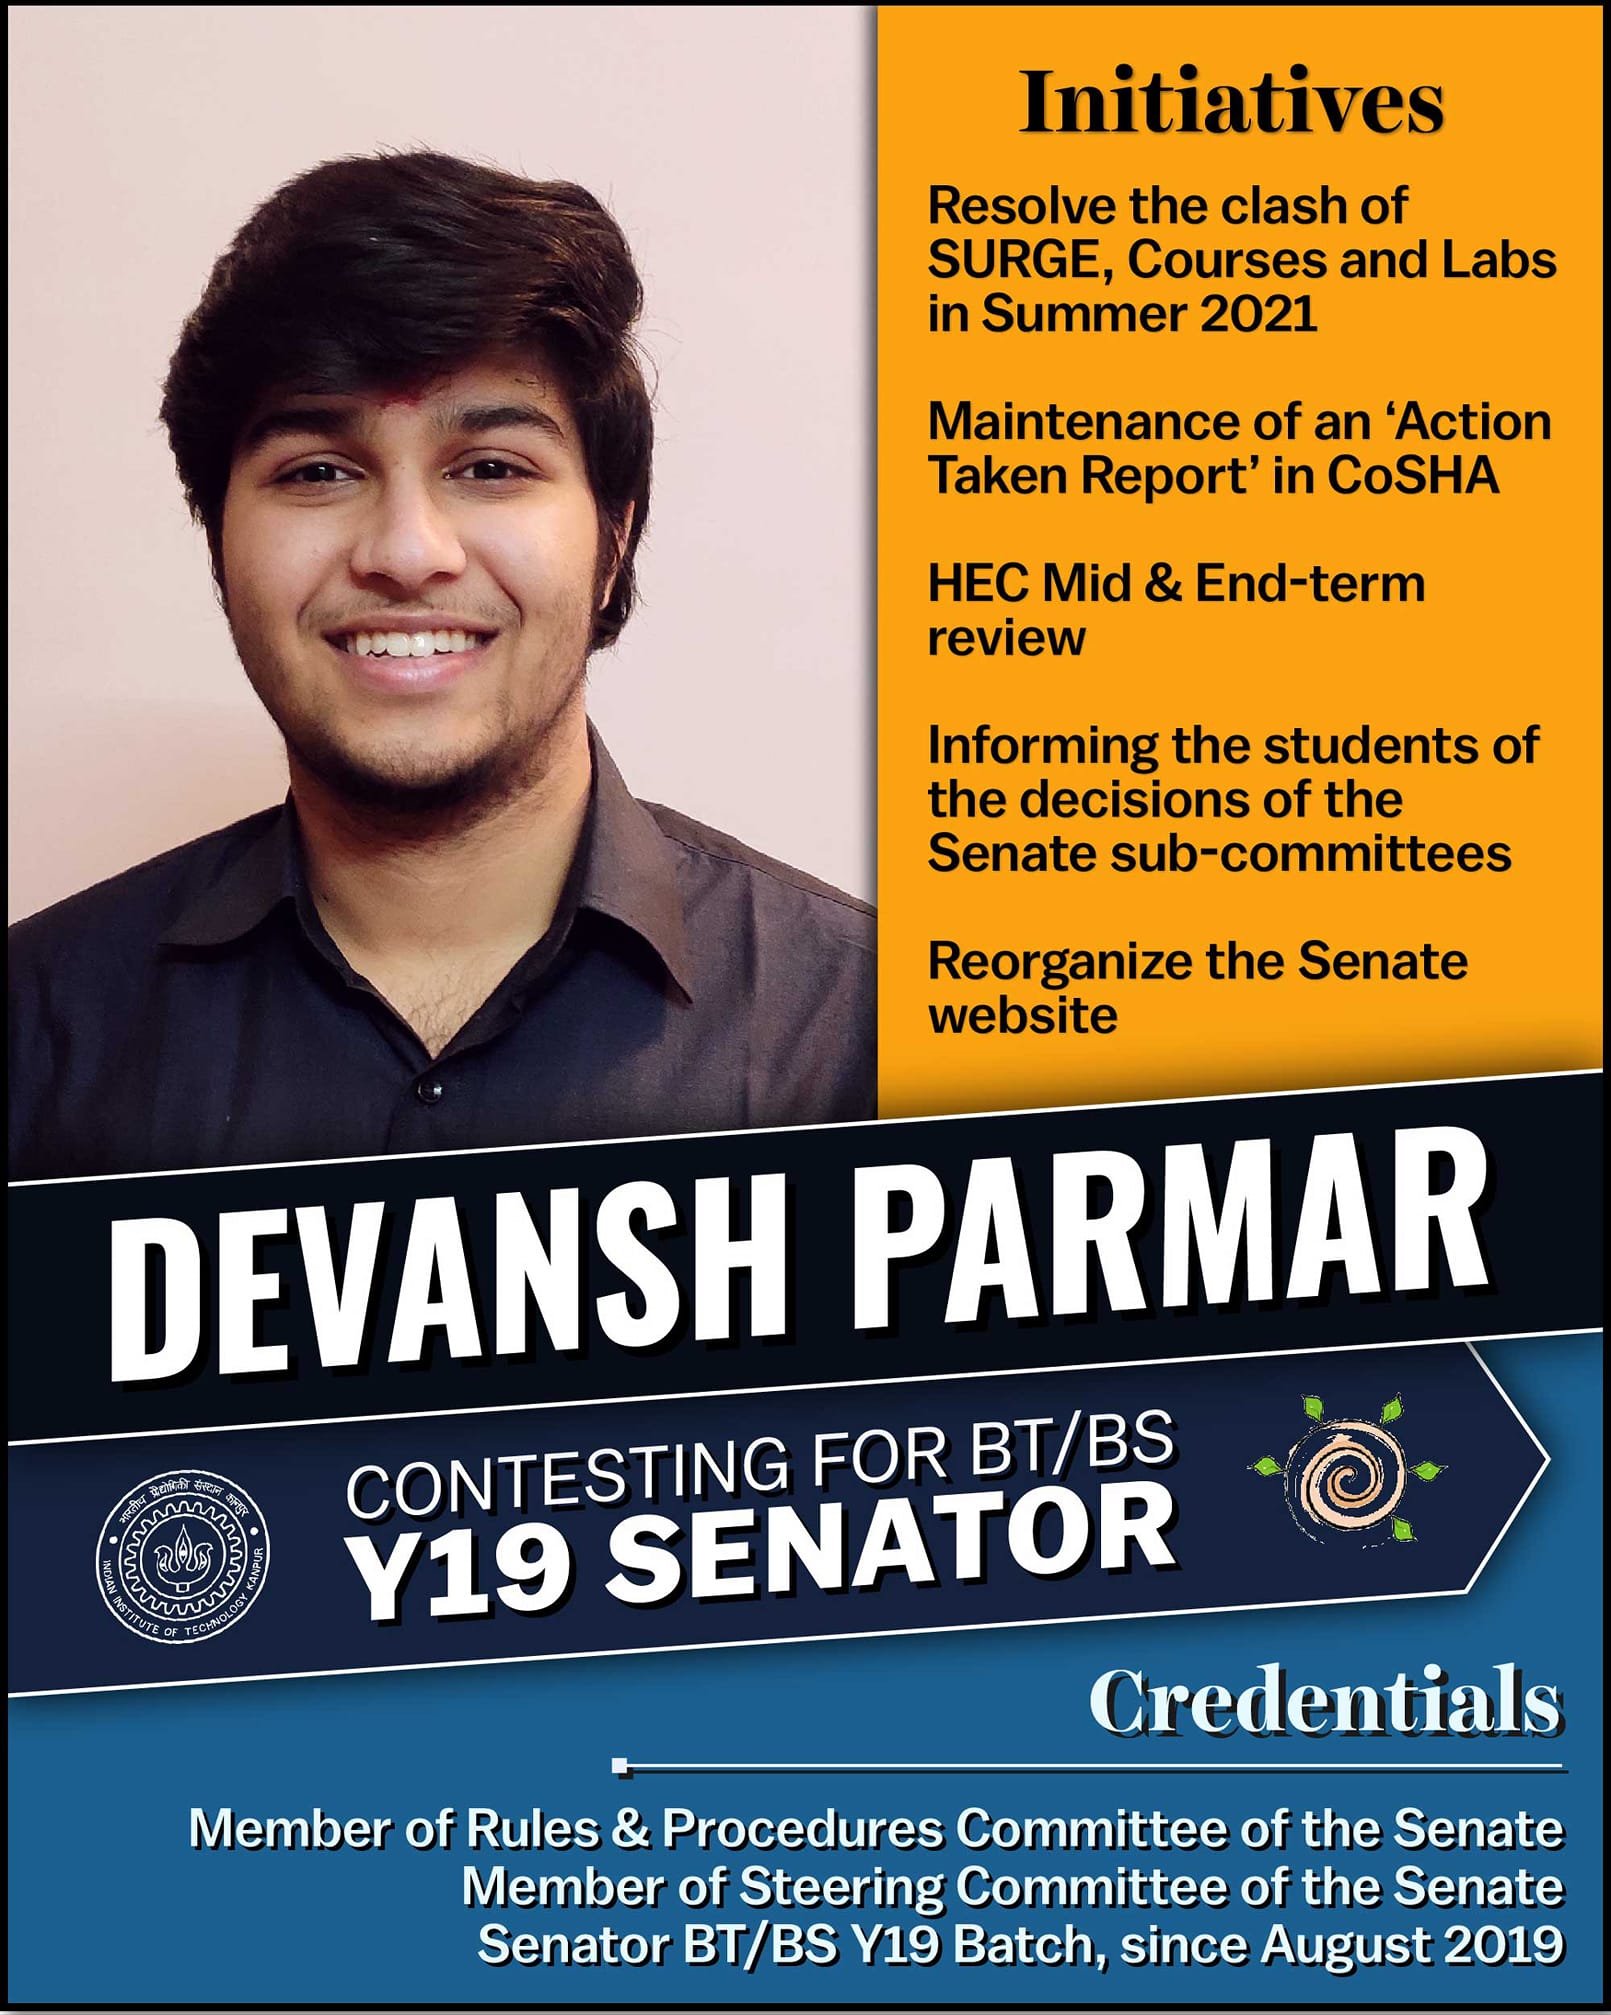 Initiatives
Resolve the clash of
SURGE, Courses and Labs
in Summer 2021
Maintenance of an ‘Action
Taken Report’ in CoSHA
HEC Mid & End-term
review
Informing the students of
the decisions of the
Senate sub-committees
Reorganize the Senate
website
DEVANSH PARMAR
CONTESTING FOR BT/BS
Y19 SENATOR
भारतीय प्रौद्योगिकी संस्थान कानपुर
INDIAN INSTITUTE OF TECHNOLOGY KANPUR
Credentials
Member of Rules & Procedures Committee of the Senate
Member of Steering Committee of the Senate
Senator BT/BS Y19 Batch, since August 2019